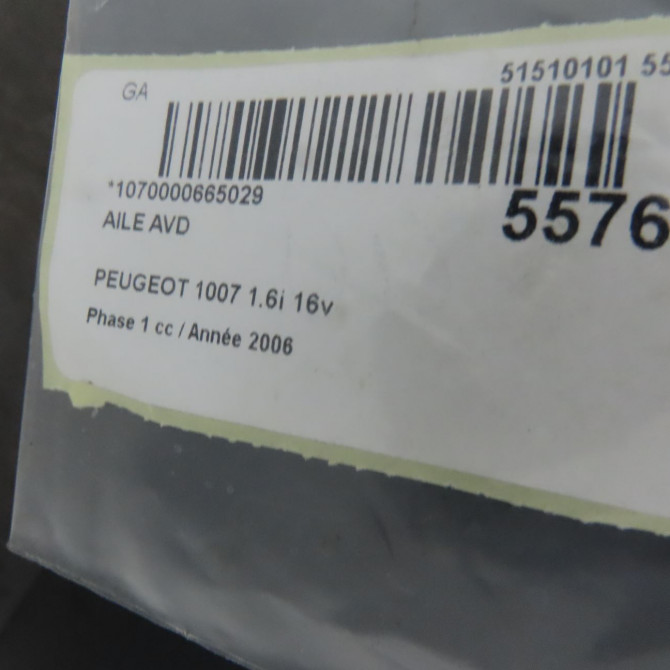 GA
51510101 55
*1070000665029
5576
AILE AVD
PEUGEOT 1007 1.6i 16v
Phase 1 cc / Année 2006